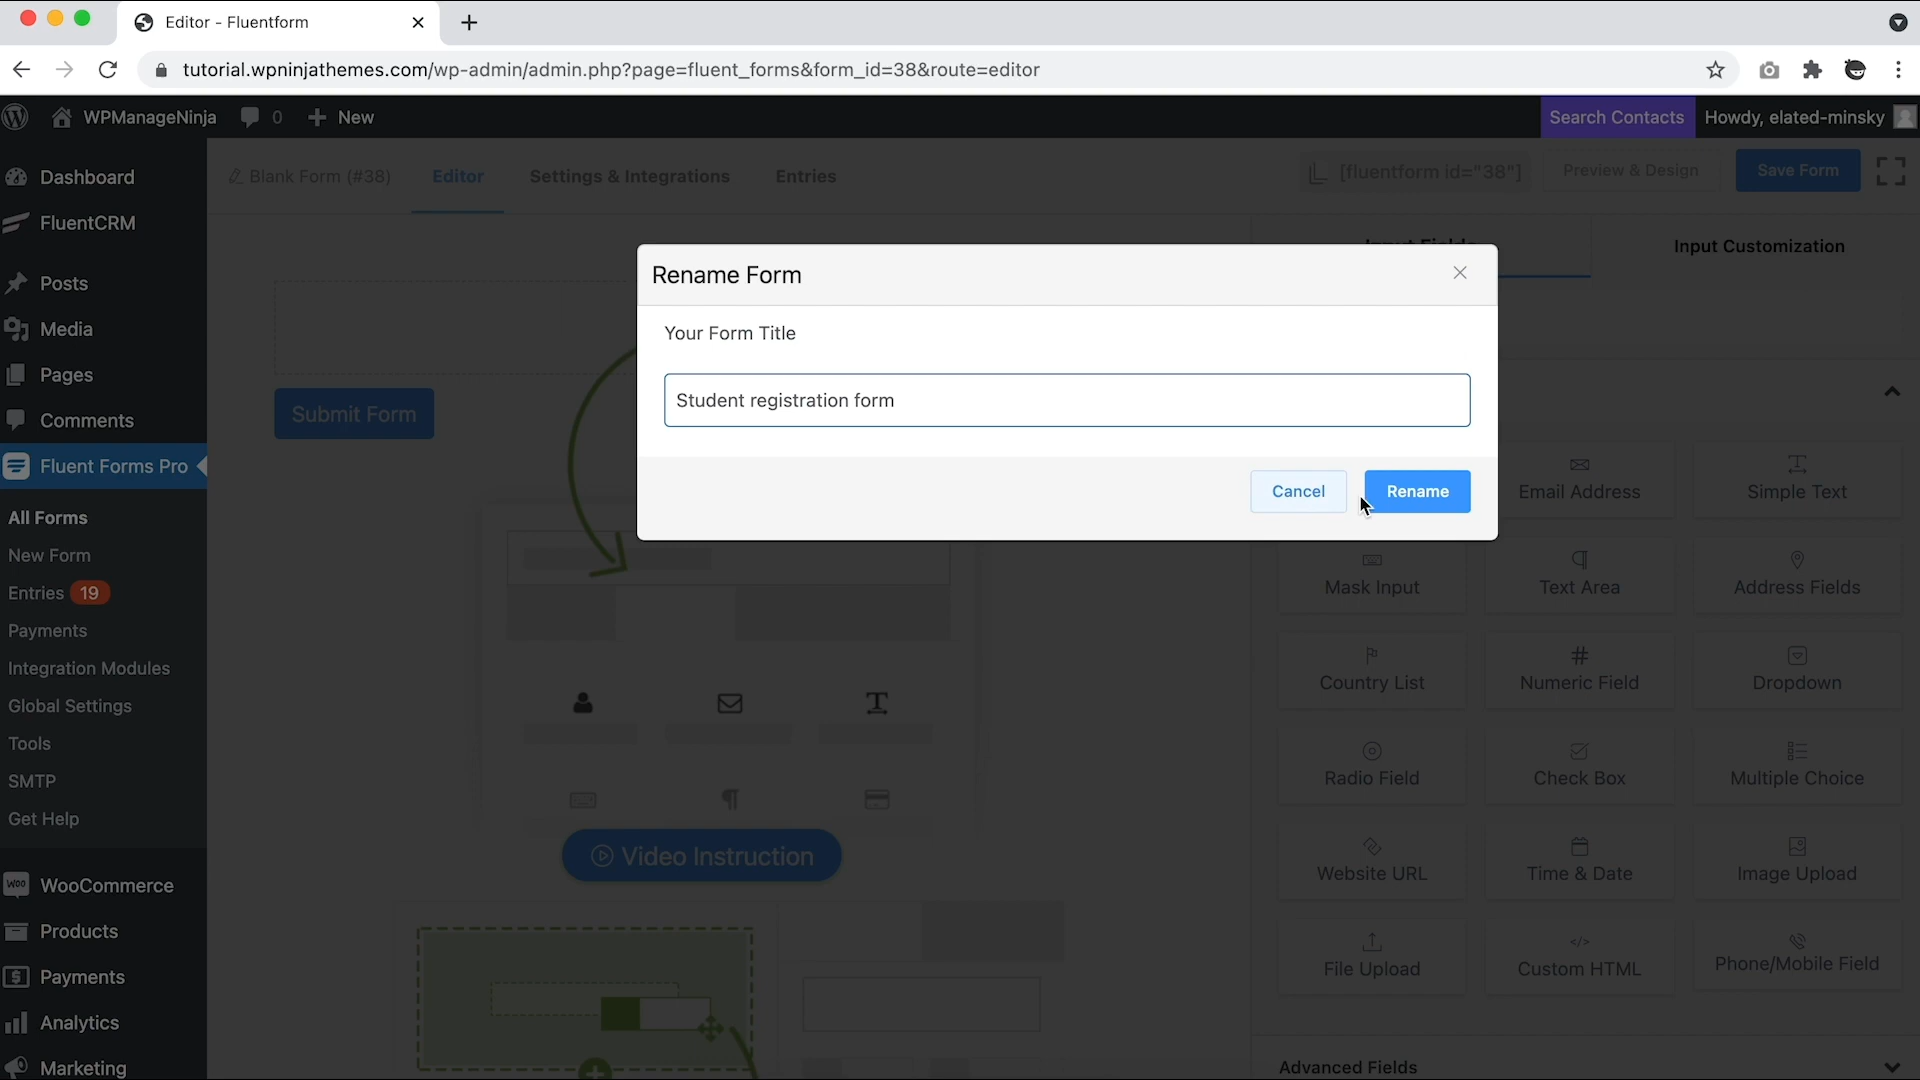 Editor - Fluentform
tutorial.wpninjathemes.com/wp-admin/admin.php?page=fluent_forms&form_id=38&route=editor
WPManageNinja 0 New
Search Contacts Howdy, elated-minsky
Dashboard
FluentCRM
Posts
Media
Pages
Comments
Fluent Forms Pro
All Forms
New Form
Entries 19
Payments
Integration Modules
Global Settings
Tools
SMTP
Get Help
WOO WooCommerce
Products
Payments
Analytics
Marketing
Blank Form (#38) Editor Settings & Integrations Entries
[fluentform id="38"] Preview & Design Save Form
Submit Form
Video Instruction
Rename Form
Your Form Title
Student registration form
Cancel Rename
Input Fields Input Customization
Email Address Simple Text
Mask Input Text Area Address Fields
Country List Numeric Field Dropdown
Radio Field Check Box Multiple Choice
Website URL Time & Date Image Upload
File Upload Custom HTML Phone/Mobile Field
Advanced Fields